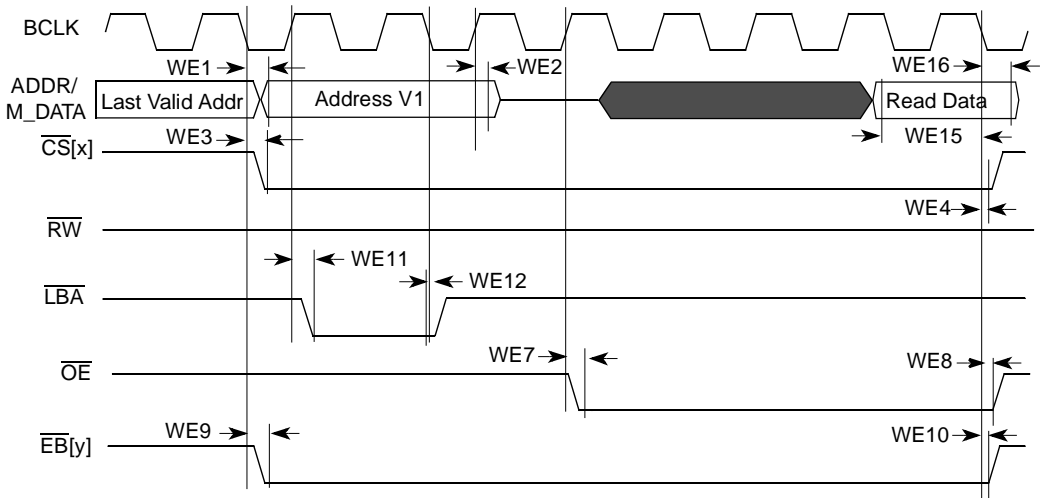 BCLK
WE1
WE2
WE16
ADDR/
M_DATA
Last Valid Addr
Address V1
Read Data
WE3
WE15
CS[x]
WE4
RW
WE11
WE12
LBA
WE7
WE8
OE
WE9
WE10
EB[y]